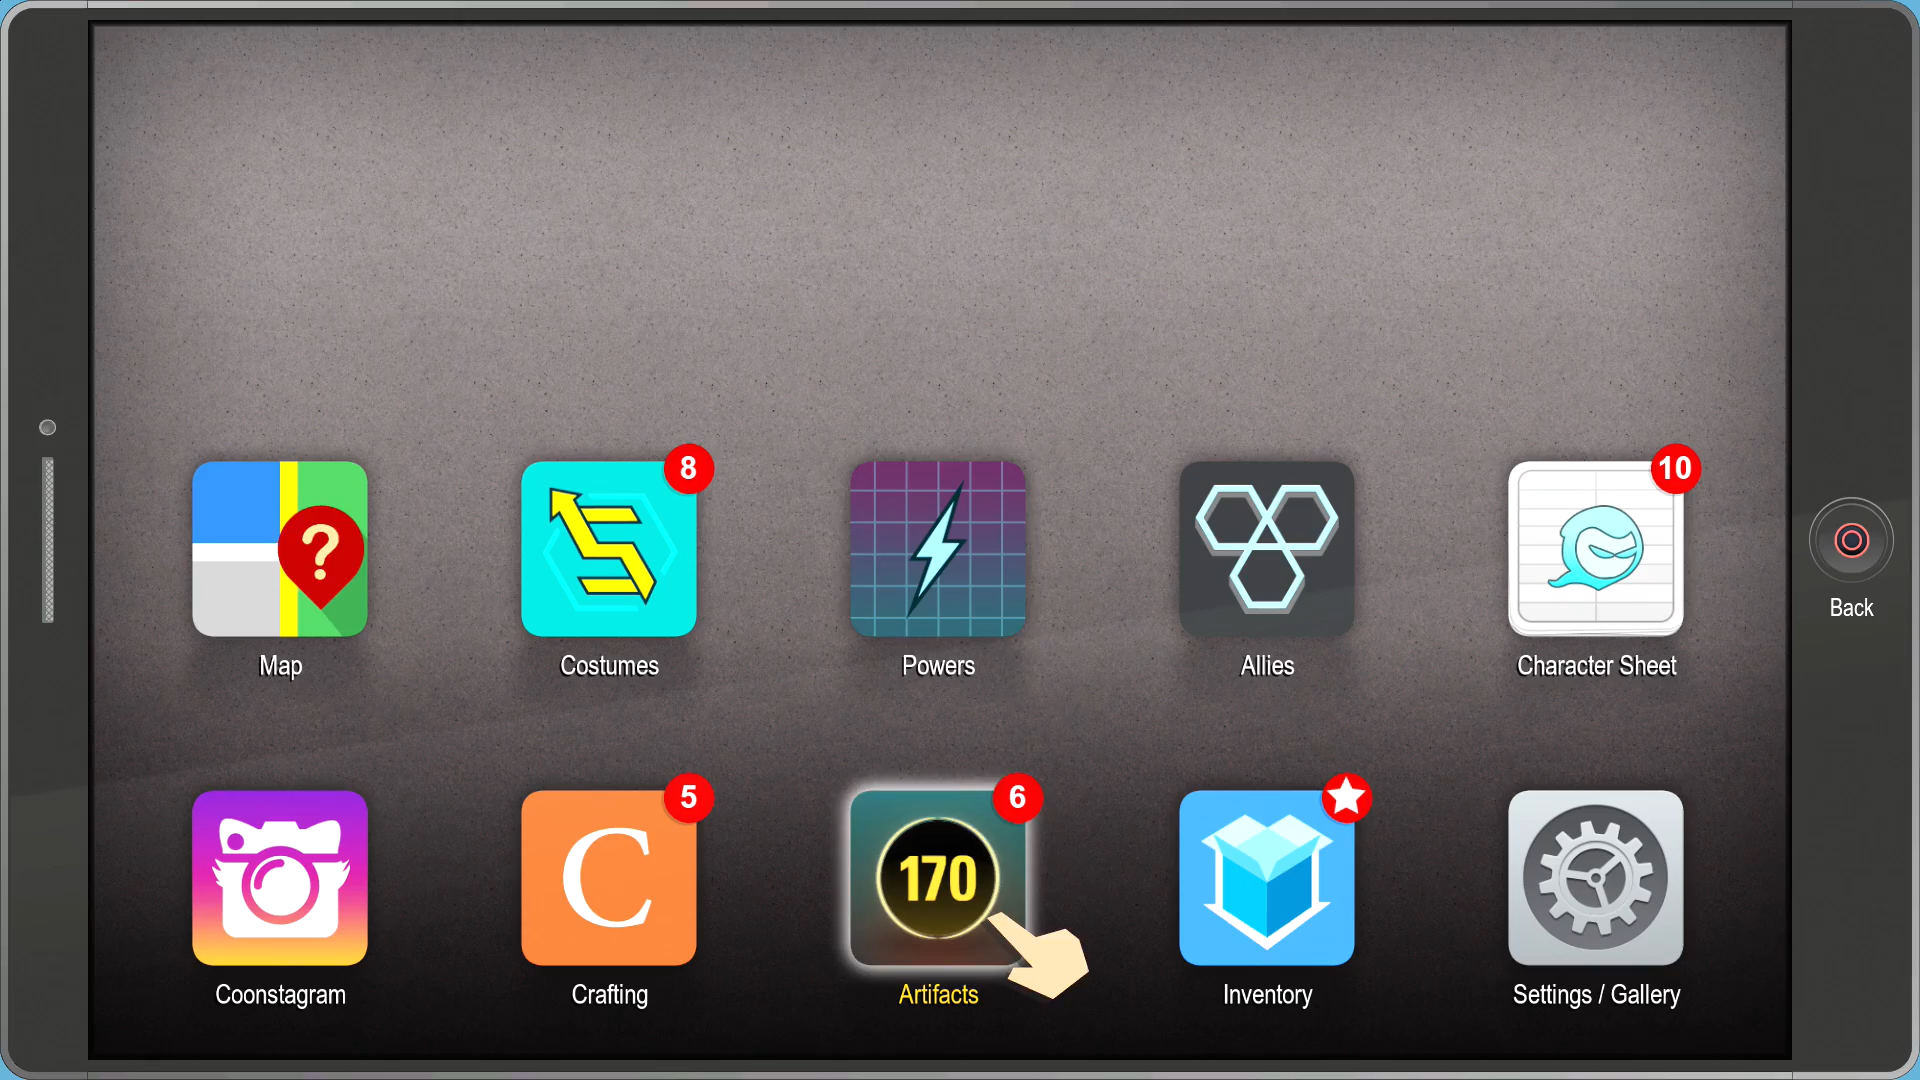 8
10
?
Map
Costumes
Powers
Allies
Character Sheet
Back
5
6
C
170
Coonstagram
Crafting
Artifacts
Inventory
Settings / Gallery